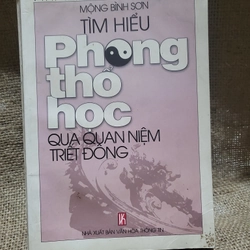 MỘNG BÌNH SƠN
TÌM HIỂU
Phong
thổ
học
QUA QUAN NIỆM
TRIẾT ĐÔNG
NHÀ XUẤT BẢN VĂN HÓA THÔNG TIN